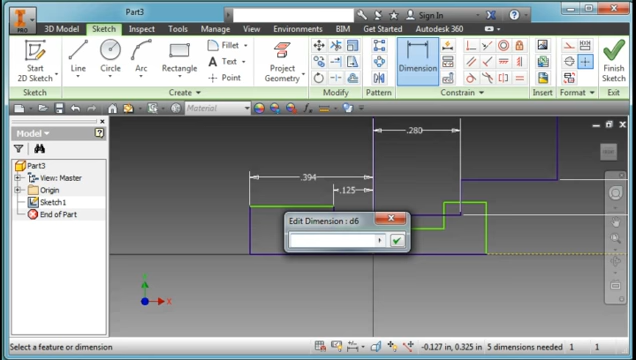 Part3
Sign In
PRO
3D Model
Sketch
Inspect
Tools
Manage
View
Environments
BIM
Get Started
Autodesk 360
Start
2D Sketch
Line
Circle
Arc
Rectangle
Fillet
Text
Point
Project
Geometry
Dimension
Finish
Sketch
Sketch
Create
Modify
Pattern
Constrain
Insert
Format
Exit
Material
Model
Part3
View: Master
Origin
Sketch1
End of Part
.280
.394
.125
Edit Dimension : d6
Y
X
Select a feature or dimension
-0.127 in, 0.325 in
5 dimensions needed
1
1